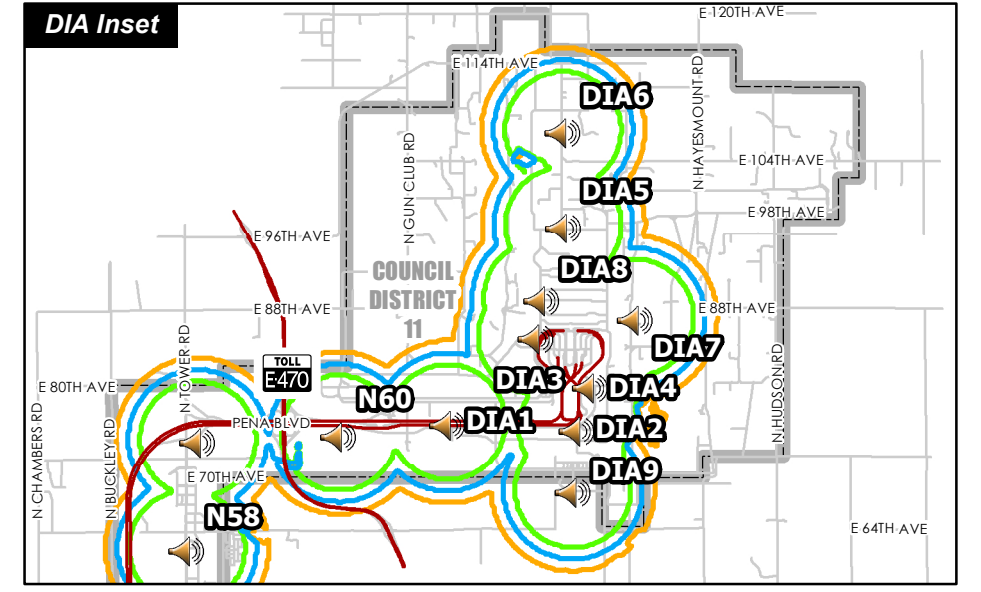 DIA Inset
E 120TH AVE
E 114TH AVE
DIA6
N HAYESMOUNT RD
N GUN CLUB RD
E 104TH AVE
DIA5
E 98TH AVE
E 96TH AVE
DIA8
COUNCIL
DISTRICT
11
E 88TH AVE
E 88TH AVE
N TOWER RD
DIA7
TOLL
E-470
DIA3
DIA4
E 80TH AVE
N60
N HUDSON RD
N CHAMBERS RD
N BUCKLEY RD
PENA BLVD
DIA1
DIA2
E 70TH AVE
DIA9
N58
E 64TH AVE